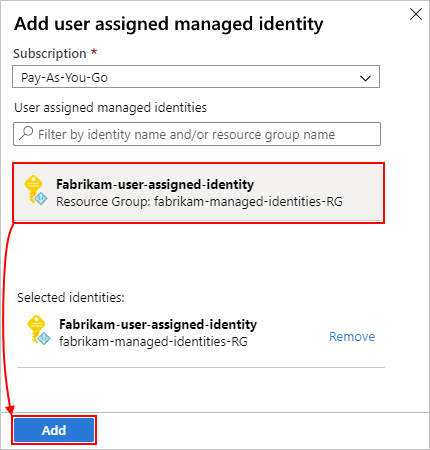 Add user assigned managed identity
Subscription *
Pay-As-You-Go
User assigned managed identities
Filter by identity name and/or resource group name
Fabrikam-user-assigned-identity
Resource Group: fabrikam-managed-identities-RG
Selected identities:
Fabrikam-user-assigned-identity
fabrikam-managed-identities-RG
Remove
Add